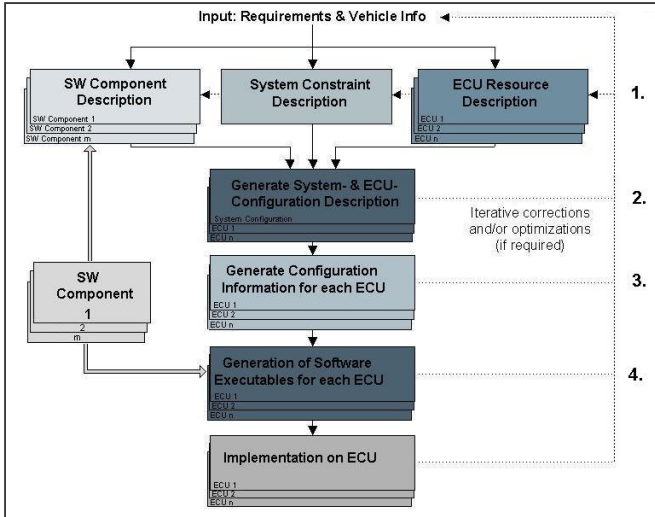 Input: Requirements & Vehicle Info
SW Component
Description
SW Component 1
SW Component 2
SW Component m
System Constraint
Description
ECU Resource
Description
ECU 1
ECU 2
ECU n
1.
Generate System- & ECU-
Configuration Description
System Configuration
ECU 1
ECU n
2.
Iterative corrections
and/or optimizations
(if required)
SW
Component
1
2
m
Generate Configuration
Information for each ECU
ECU 1
ECU 2
ECU n
3.
Generation of Software
Executables for each ECU
ECU 1
ECU 2
ECU n
4.
Implementation on ECU
ECU 1
ECU 2
ECU n